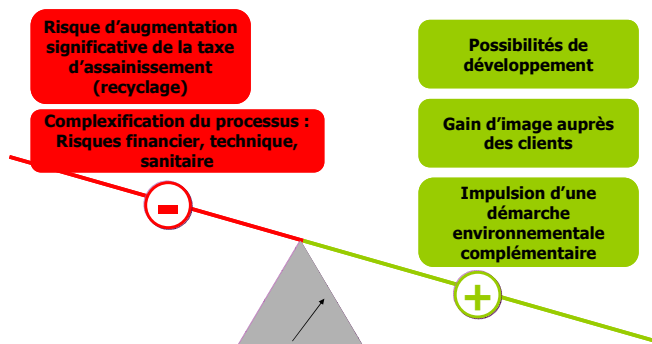 Risque d’augmentation
significative de la taxe
d’assainissement
(recyclage)
Complexification du processus :
Risques financier, technique,
sanitaire
-
Possibilités de
développement
Gain d’image auprès
des clients
Impulsion d’une
démarche
environnementale
complémentaire
+